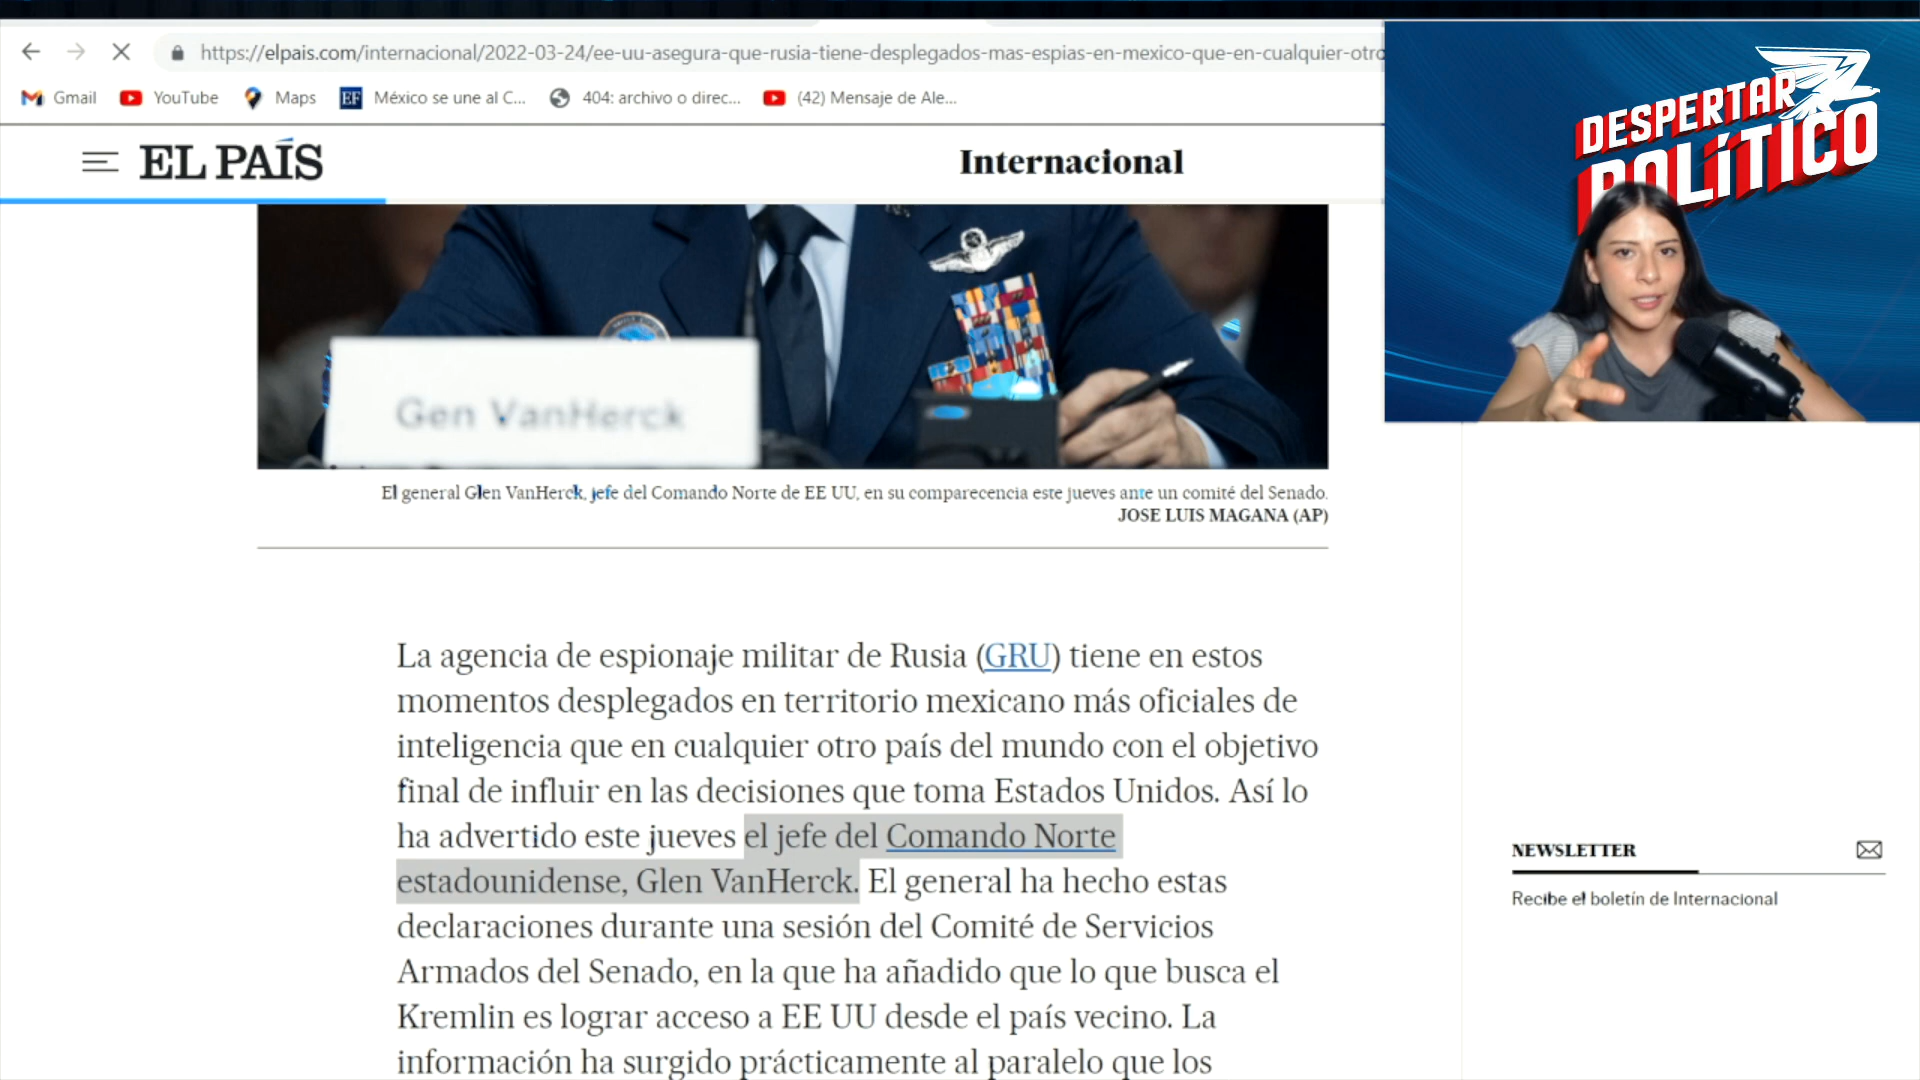 https://elpais.com/internacional/2022-03-24/ee-uu-asegura-que-rusia-tiene-desplegados-mas-espias-en-mexico-que-en-cualquier-otro
Gmail
YouTube
Maps
EF
México se une al C...
404: archivo o direc...
(42) Mensaje de Ale...
DESPERTAR
POLÍTICO
EL PAÍS
Internacional
Gen VanHerck
El general Glen VanHerck, jefe del Comando Norte de EE UU, en su comparecencia este jueves ante un comité del Senado.
JOSE LUIS MAGANA (AP)
La agencia de espionaje militar de Rusia (GRU) tiene en estos
momentos desplegados en territorio mexicano más oficiales de
inteligencia que en cualquier otro país del mundo con el objetivo
final de influir en las decisiones que toma Estados Unidos. Así lo
ha advertido este jueves el jefe del Comando Norte
estadounidense, Glen VanHerck. El general ha hecho estas
declaraciones durante una sesión del Comité de Servicios
Armados del Senado, en la que ha añadido que lo que busca el
Kremlin es lograr acceso a EE UU desde el país vecino. La
información ha surgido prácticamente al paralelo que los
NEWSLETTER
Recibe el boletín de Internacional